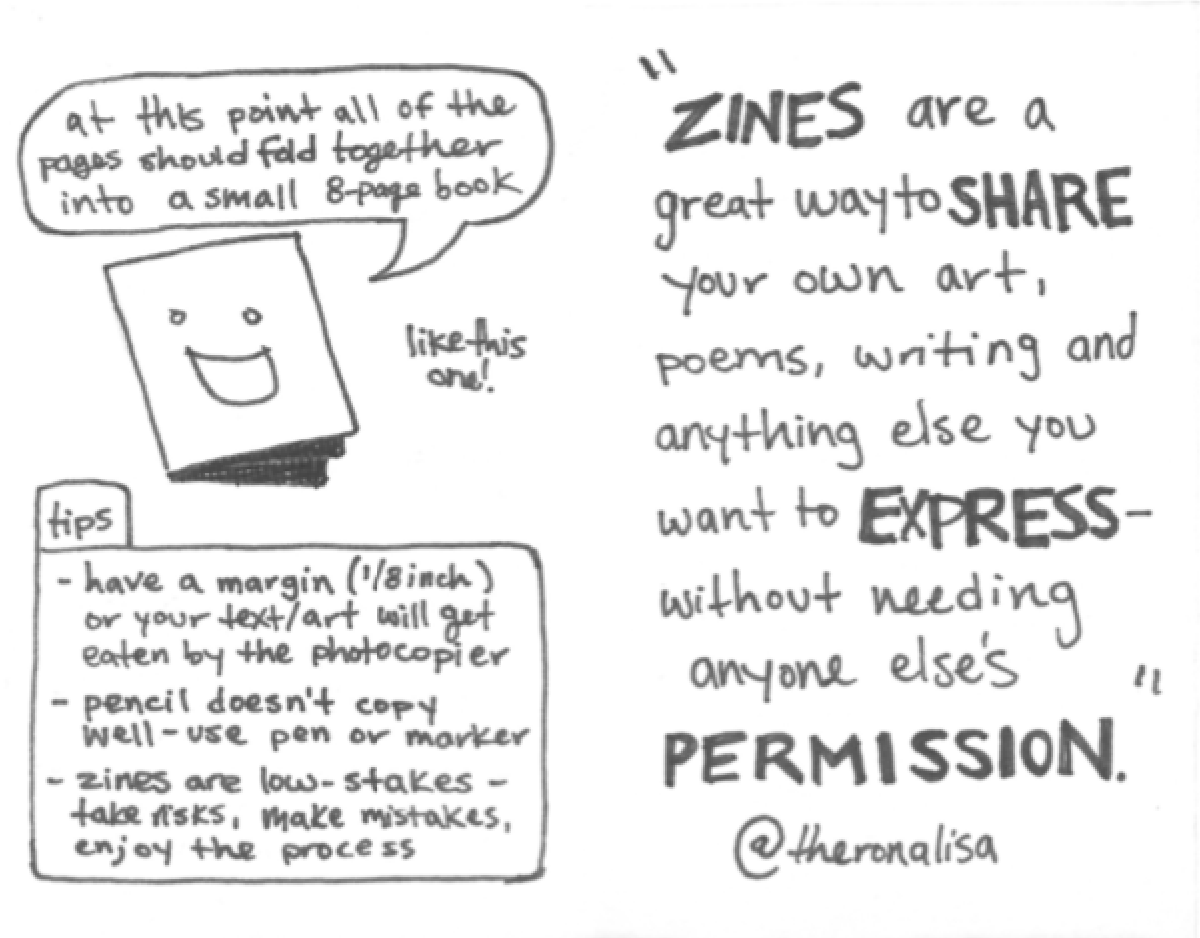 at this point all of the
pages should fold together
into a small 8-page book
like this
one!
tips
- have a margin (1/8 inch)
or your text/art will get
eaten by the photocopier
- pencil doesn't copy
well - use pen or marker
- zines are low-stakes -
take risks, make mistakes,
enjoy the process
"ZINES are a
great way to SHARE
your own art,
poems, writing and
anything else you
want to EXPRESS-
without needing
anyone else's
PERMISSION."
@theronalisa